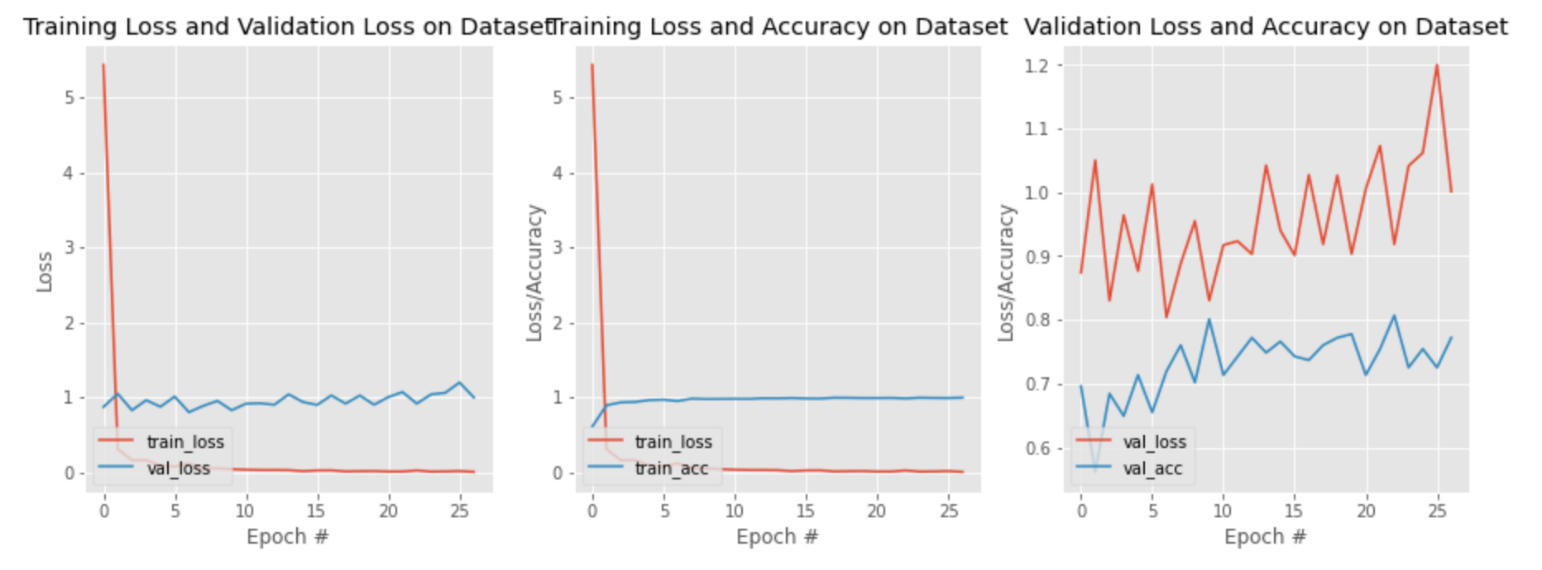 Training Loss and Validation Loss on Dataset
5
4
3
2
1
0
Loss
train_loss
val_loss
0 5 10 15 20 25
Epoch #
Training Loss and Accuracy on Dataset
5
4
3
2
1
0
Loss/Accuracy
train_loss
train_acc
0 5 10 15 20 25
Epoch #
Validation Loss and Accuracy on Dataset
1.2
1.1
1.0
0.9
0.8
0.7
0.6
Loss/Accuracy
val_loss
val_acc
0 5 10 15 20 25
Epoch #